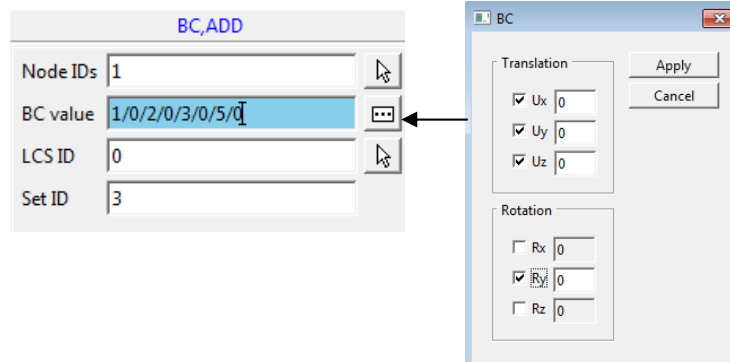 BC,ADD
Node IDs 1
BC value 1/0/2/0/3/0/5/0
LCS ID 0
Set ID 3
BC
Translation
Apply
Ux 0
Cancel
Uy 0
Uz 0
Rotation
Rx 0
Ry 0
Rz 0